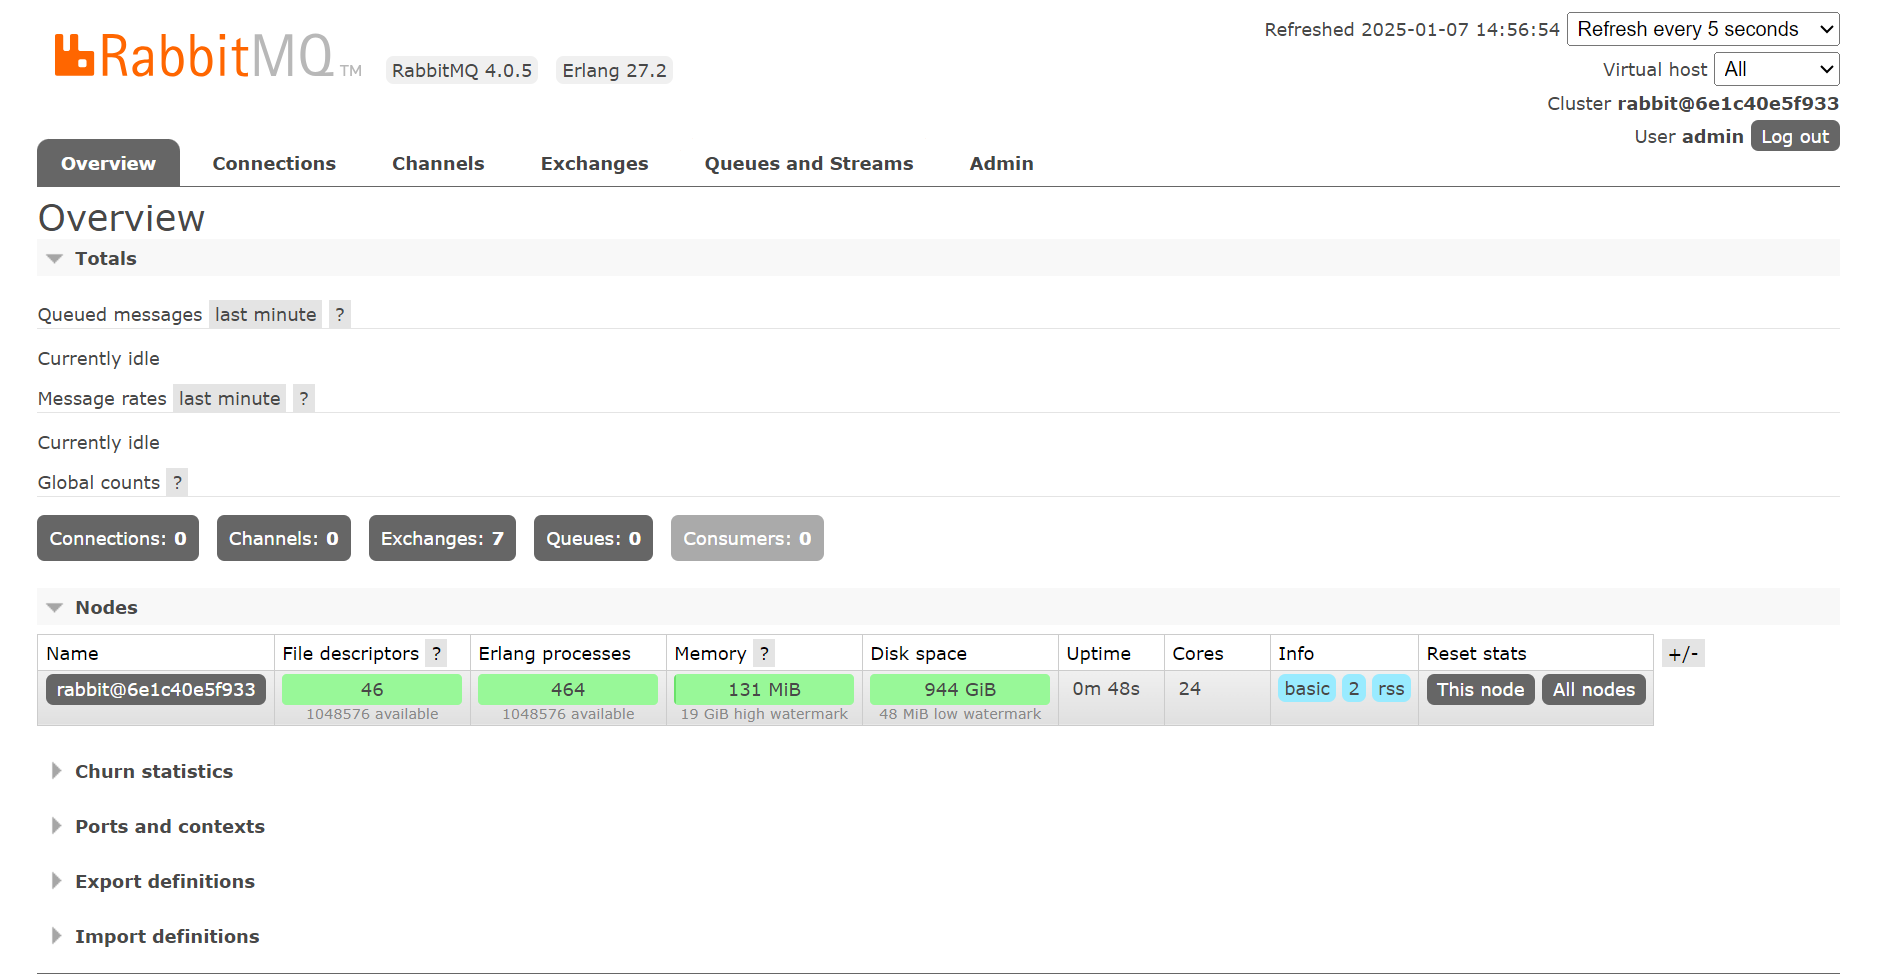 RabbitMQ TM RabbitMQ 4.0.5 Erlang 27.2
Refreshed 2025-01-07 14:56:54 Refresh every 5 seconds
Virtual host All
Cluster rabbit@6e1c40e5f933
User admin Log out
Overview Connections Channels Exchanges Queues and Streams Admin
Overview
Totals
Queued messages last minute ?
Currently idle
Message rates last minute ?
Currently idle
Global counts ?
Connections: 0 Channels: 0 Exchanges: 7 Queues: 0 Consumers: 0
Nodes
Name File descriptors ? Erlang processes Memory ? Disk space Uptime Cores Info Reset stats +/-
rabbit@6e1c40e5f933 46 464 131 MiB 944 GiB 0m 48s 24 basic 2 rss This node All nodes
1048576 available 1048576 available 19 GiB high watermark 48 MiB low watermark
Churn statistics
Ports and contexts
Export definitions
Import definitions